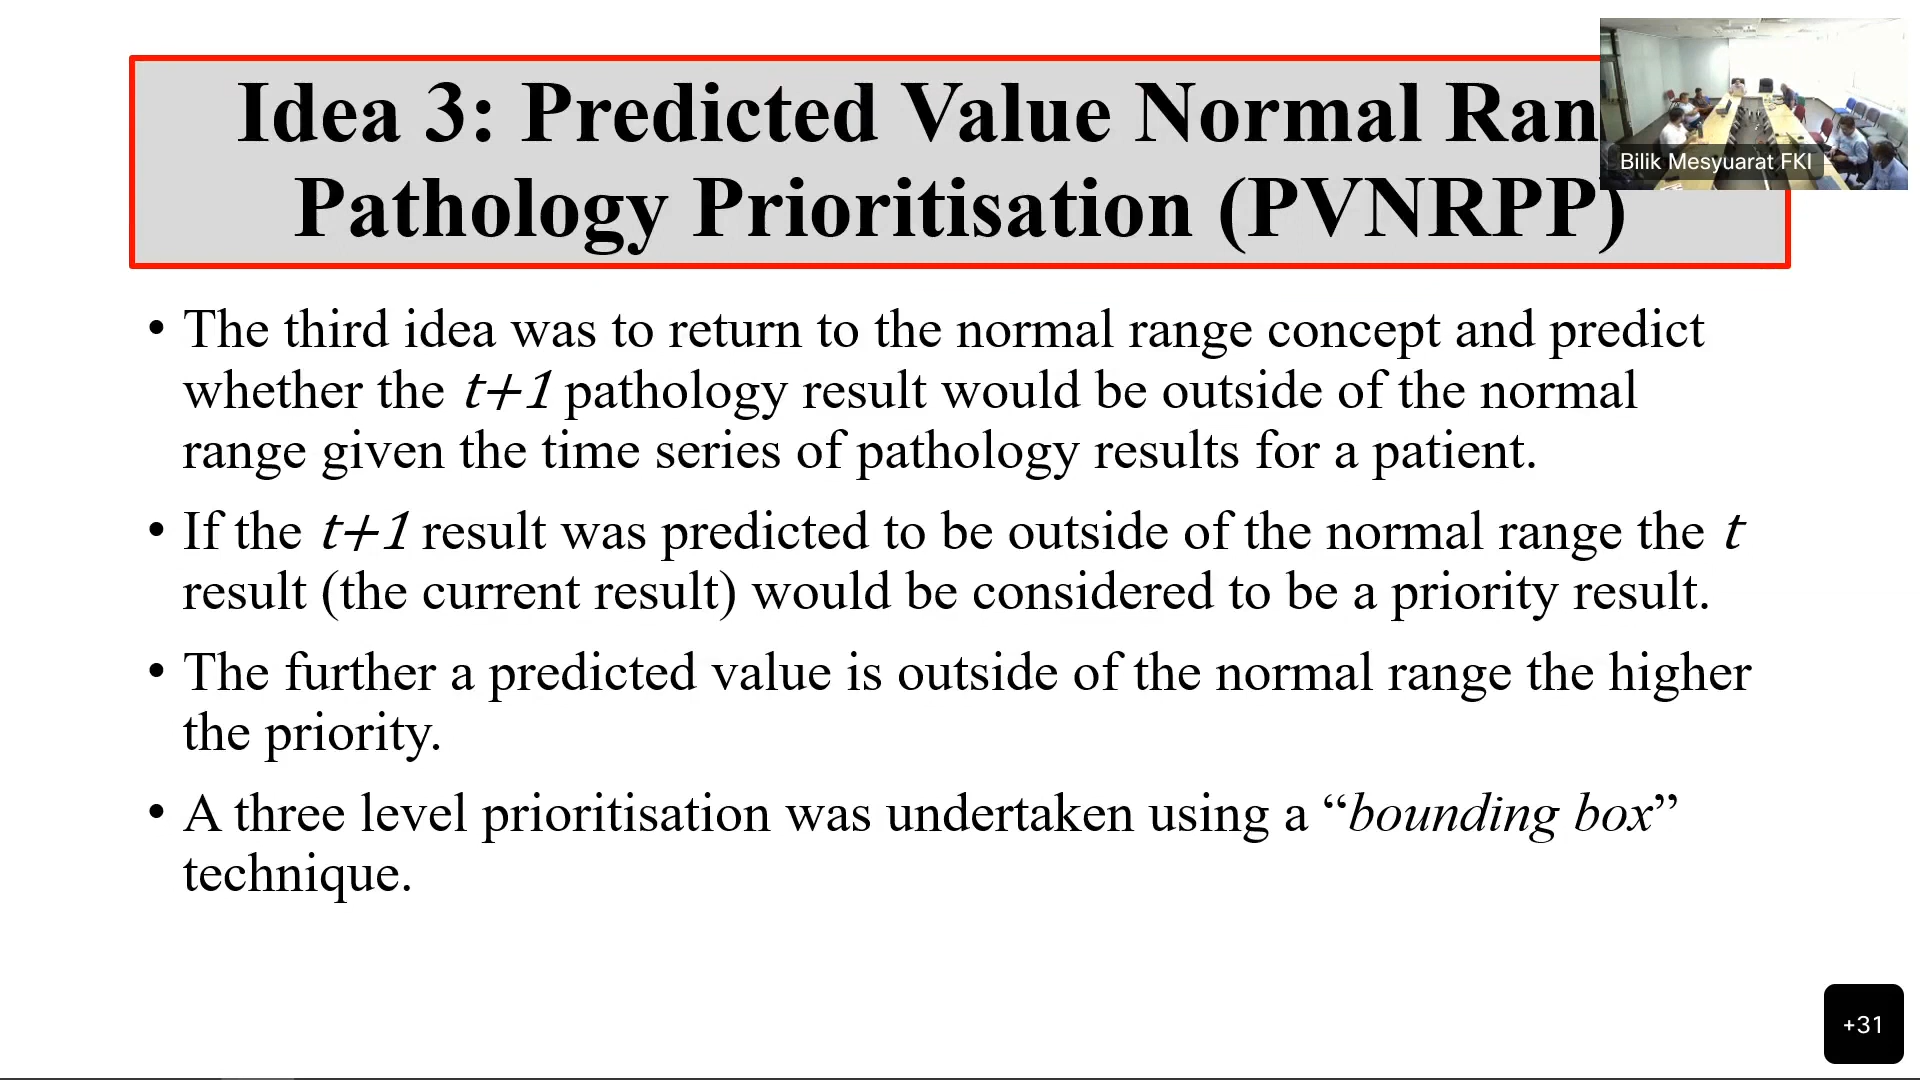 Idea 3: Predicted Value Normal
Pathology Prioritisation (PVNRPP)
Bilik Mesyuarat FKI
• The third idea was to return to the normal range concept and predict
whether the t+1 pathology result would be outside of the normal
range given the time series of pathology results for a patient.
• If the t+1 result was predicted to be outside of the normal range the t
result (the current result) would be considered to be a priority result.
• The further a predicted value is outside of the normal range the higher
the priority.
• A three level prioritisation was undertaken using a “bounding box”
technique.
+31